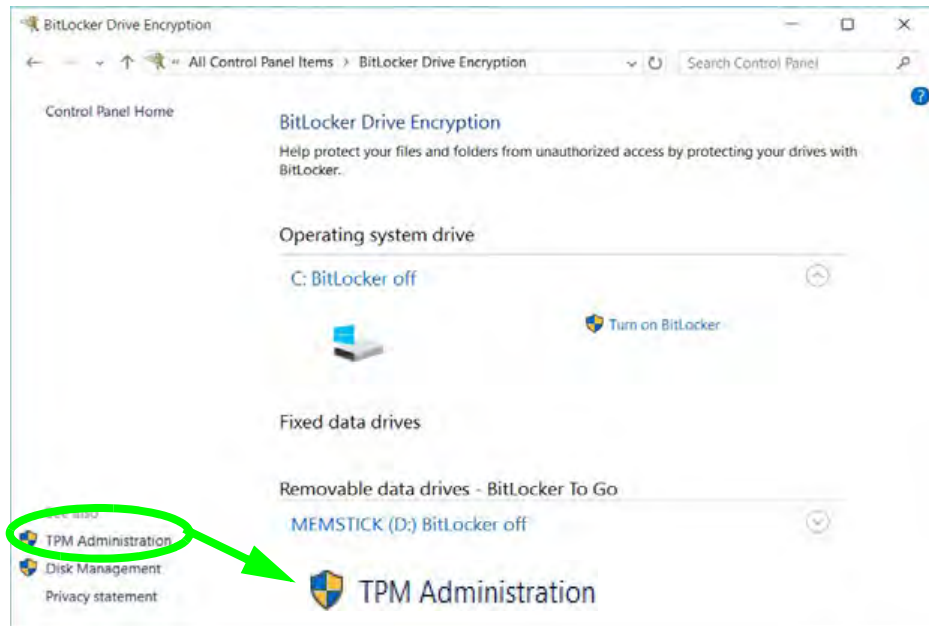 BitLocker Drive Encryption
« All Control Panel Items > BitLocker Drive Encryption
Search Control Panel
Control Panel Home
BitLocker Drive Encryption
Help protect your files and folders from unauthorized access by protecting your drives with
BitLocker.
Operating system drive
C: BitLocker off
Turn on BitLocker
Fixed data drives
Removable data drives - BitLocker To Go
MEMSTICK (D:) BitLocker off
See also
TPM Administration
Disk Management
Privacy statement
TPM Administration